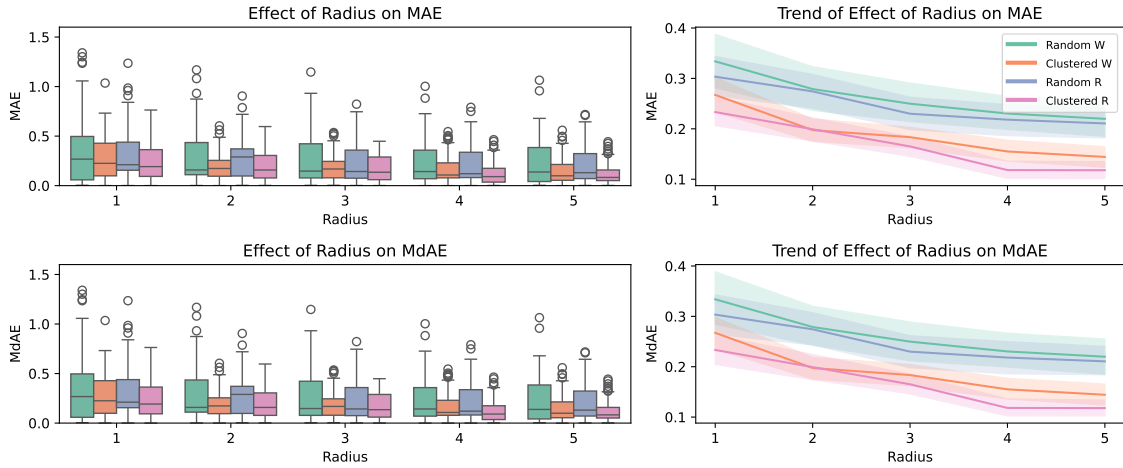 Effect of Radius on MAE
MAE
1.5
1.0
0.5
0.0
1 2 3 4 5
Radius
Trend of Effect of Radius on MAE
MAE
0.4
0.3
0.2
0.1
Random W
Clustered W
Random R
Clustered R
1 2 3 4 5
Radius
Effect of Radius on MdAE
MdAE
1.5
1.0
0.5
0.0
1 2 3 4 5
Radius
Trend of Effect of Radius on MdAE
MdAE
0.4
0.3
0.2
0.1
1 2 3 4 5
Radius